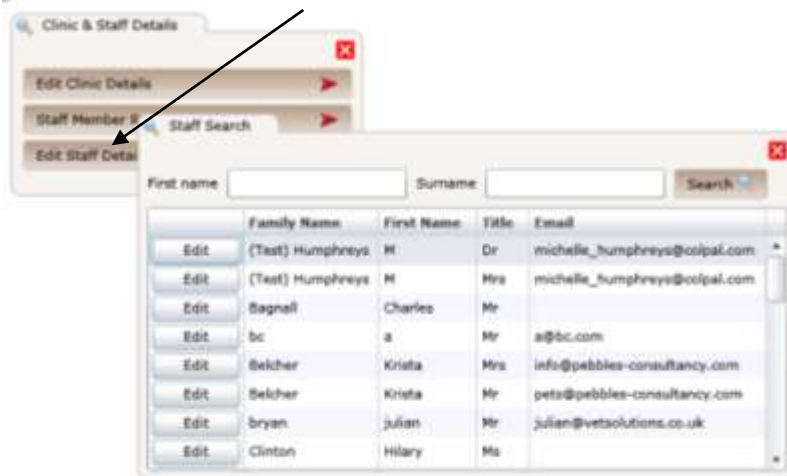 Clinic & Staff Details
Edit Clinic Details
Staff Member
Edit Staff Detai
Staff Search
First name Surname Search
Family Name First Name Title Email
Edit (Test) Humphreys M Dr michelle_humphreys@colpal.com
Edit (Test) Humphreys M Mrs michelle_humphreys@colpal.com
Edit Bagnall Charles Mr
Edit bc a Mr a@bc.com
Edit Belcher Krista Mrs info@pebbles-consultancy.com
Edit Belcher Krista Mr pets@pebbles-consultancy.com
Edit bryan julian Mr julian@vetsolutions.co.uk
Edit Clinton Hilary Ms